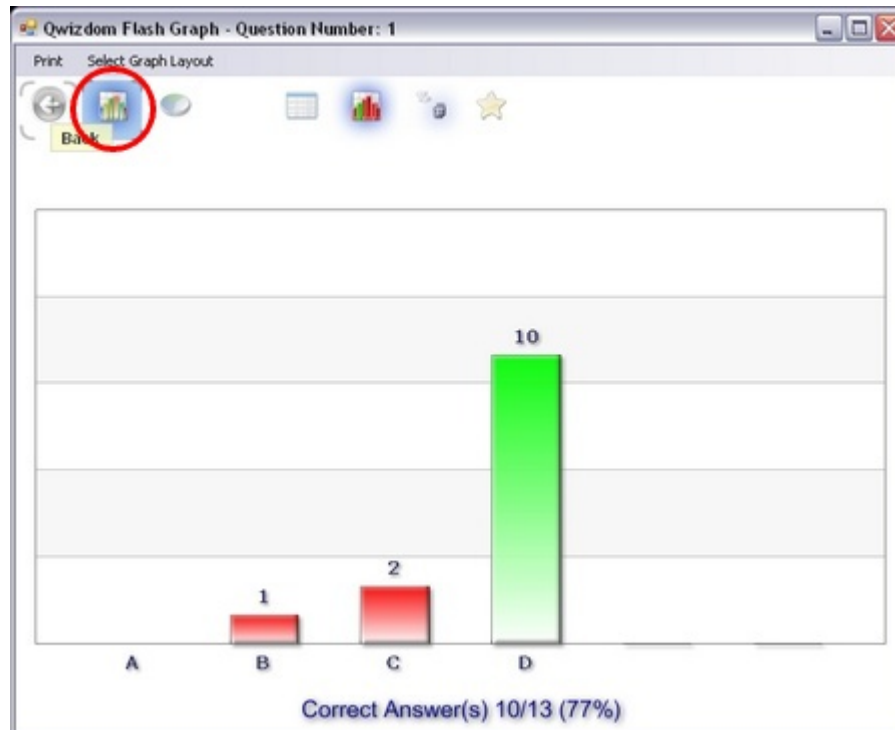 Qwizdom Flash Graph - Question Number: 1
Print Select Graph Layout
Back
10
2
1
A B C D
Correct Answer(s) 10/13 (77%)